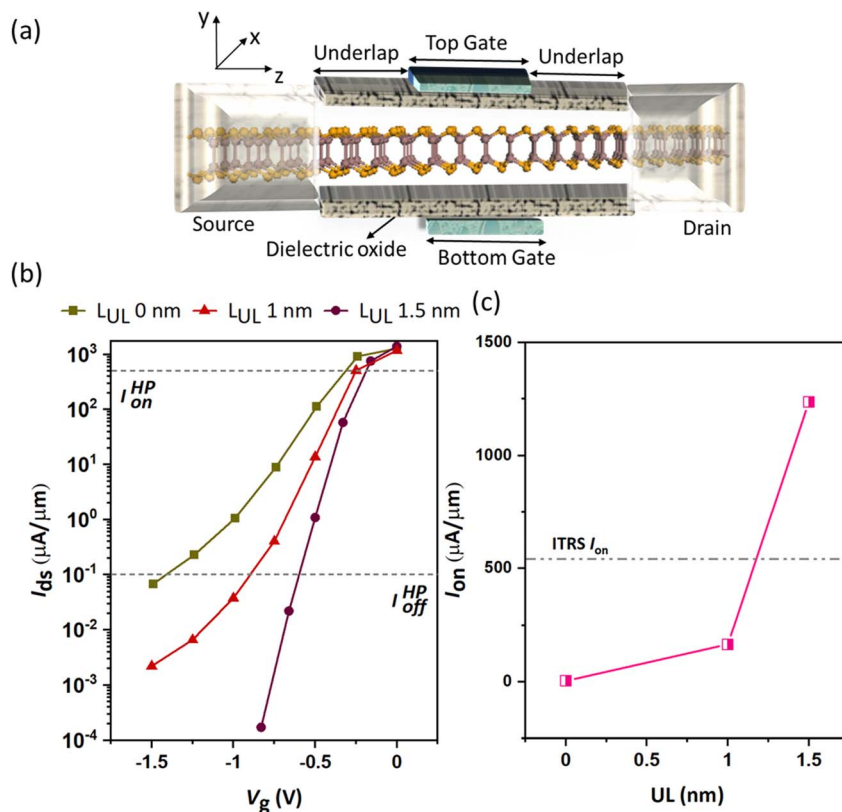 (a)
y
x
z
Underlap
Top Gate
Underlap
Source
Dielectric oxide
Bottom Gate
Drain
(b)
L_UL 0 nm L_UL 1 nm L_UL 1.5 nm
10^3
10^2
10^1
10^0
10^-1
10^-2
10^-3
10^-4
I_on^HP
I_off^HP
I_ds (μA/μm)
-1.5 -1 -0.5 0
V_g (V)
(c)
1500
1000
500
0
ITRS I_on
I_on (μA/μm)
0 0.5 1 1.5
UL (nm)